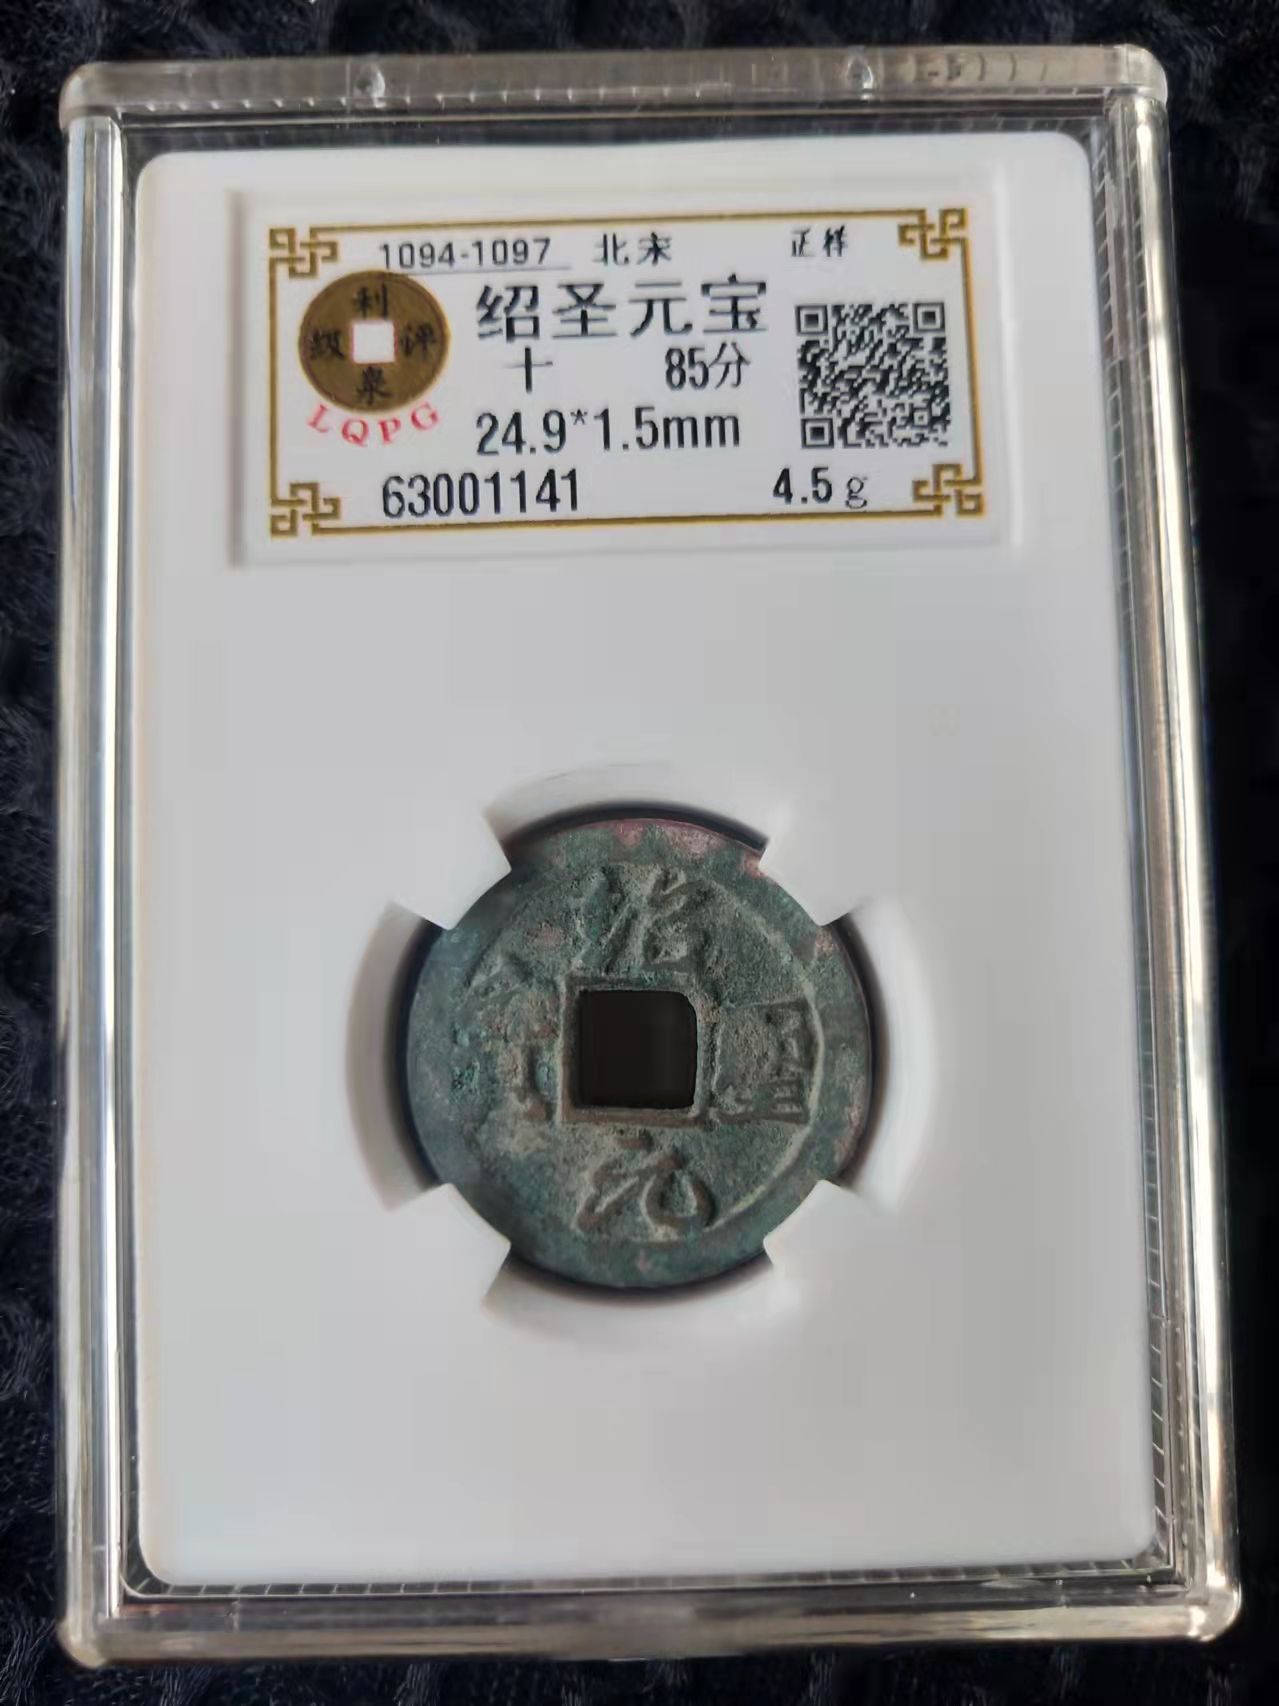 1094-1097 北宋 正样
绍圣元宝
十 85分
24.9*1.5mm
63001141 4.5g
利泉评级
LQPG
元